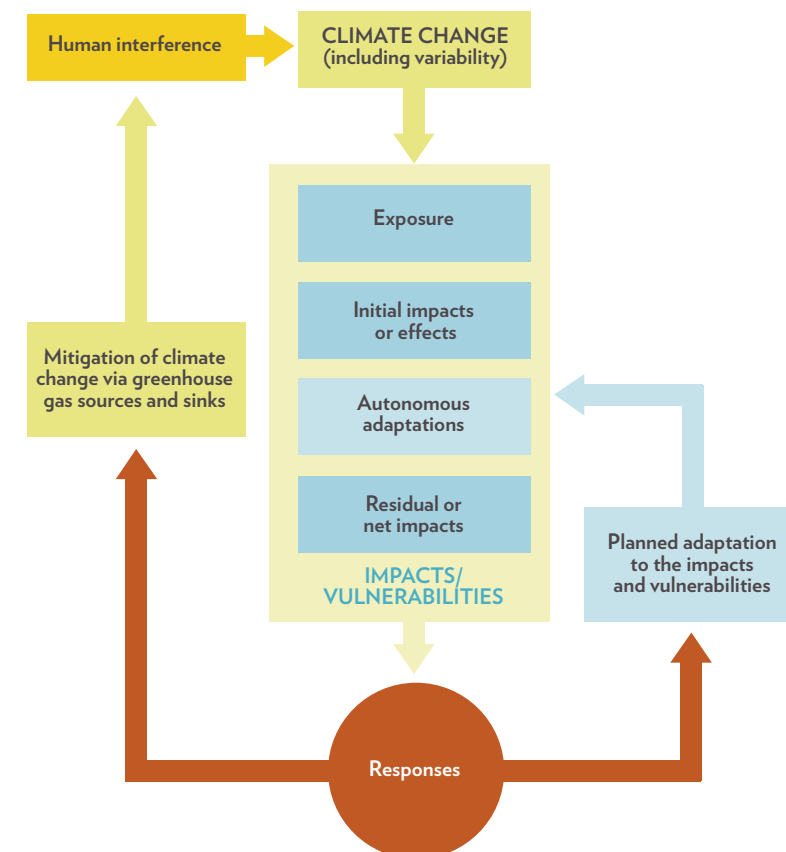 Human interference
CLIMATE CHANGE
(including variability)
Exposure
Initial impacts
or effects
Mitigation of climate
change via greenhouse
gas sources and sinks
Autonomous
adaptations
Residual or
net impacts
IMPACTS/
VULNERABILITIES
Planned adaptation
to the impacts
and vulnerabilities
Responses